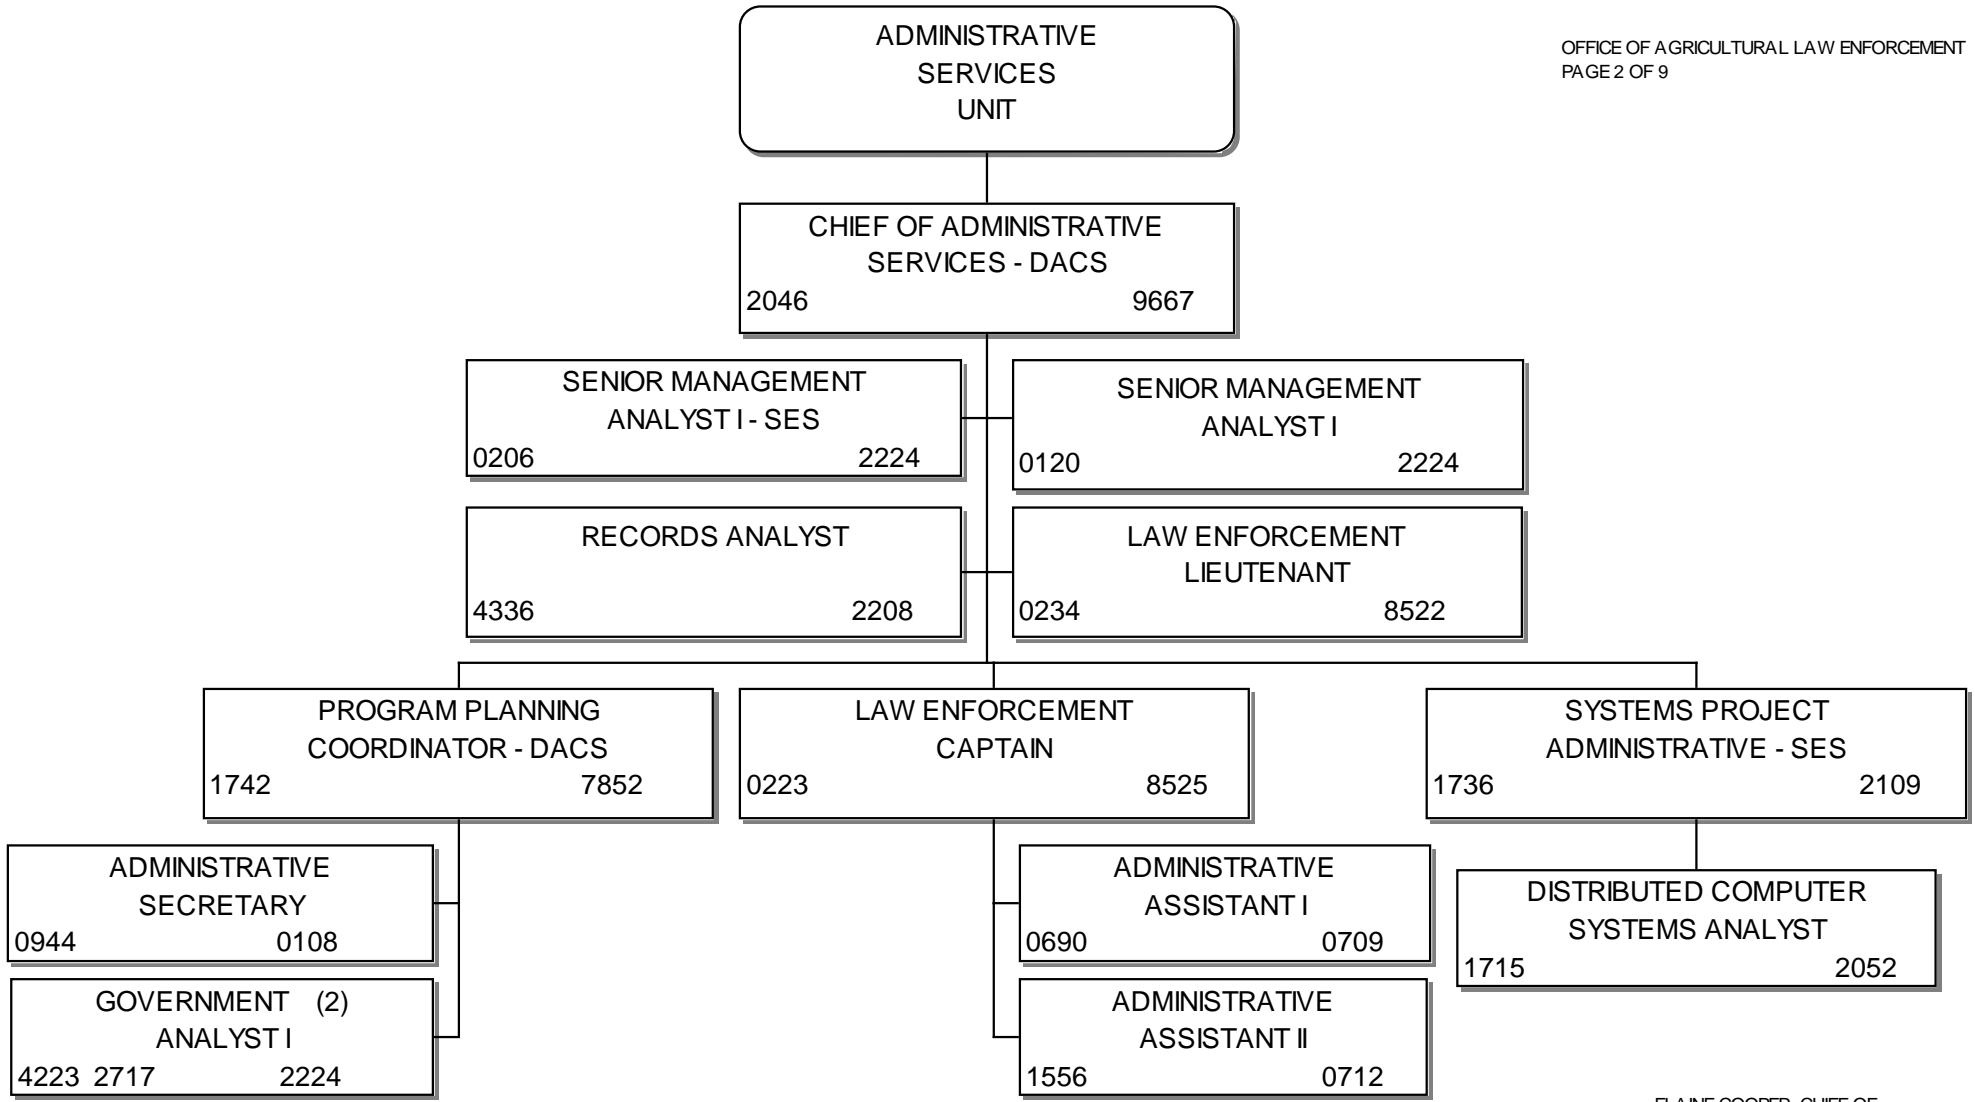 ADMINISTRATIVE
SERVICES
UNIT
OFFICE OF AGRICULTURAL LAW ENFORCEMENT
PAGE 2 OF 9
CHIEF OF ADMINISTRATIVE
SERVICES - DACS
2046 9667
SENIOR MANAGEMENT
ANALYST I - SES
0206 2224
SENIOR MANAGEMENT
ANALYST I
0120 2224
RECORDS ANALYST
4336 2208
LAW ENFORCEMENT
LIEUTENANT
0234 8522
PROGRAM PLANNING
COORDINATOR - DACS
1742 7852
LAW ENFORCEMENT
CAPTAIN
0223 8525
SYSTEMS PROJECT
ADMINISTRATIVE - SES
1736 2109
ADMINISTRATIVE
SECRETARY
0944 0108
ADMINISTRATIVE
ASSISTANT I
0690 0709
DISTRIBUTED COMPUTER
SYSTEMS ANALYST
1715 2052
GOVERNMENT (2)
ANALYST I
4223 2717 2224
ADMINISTRATIVE
ASSISTANT II
1556 0712
ELAINE COOPER, CHIEF OF